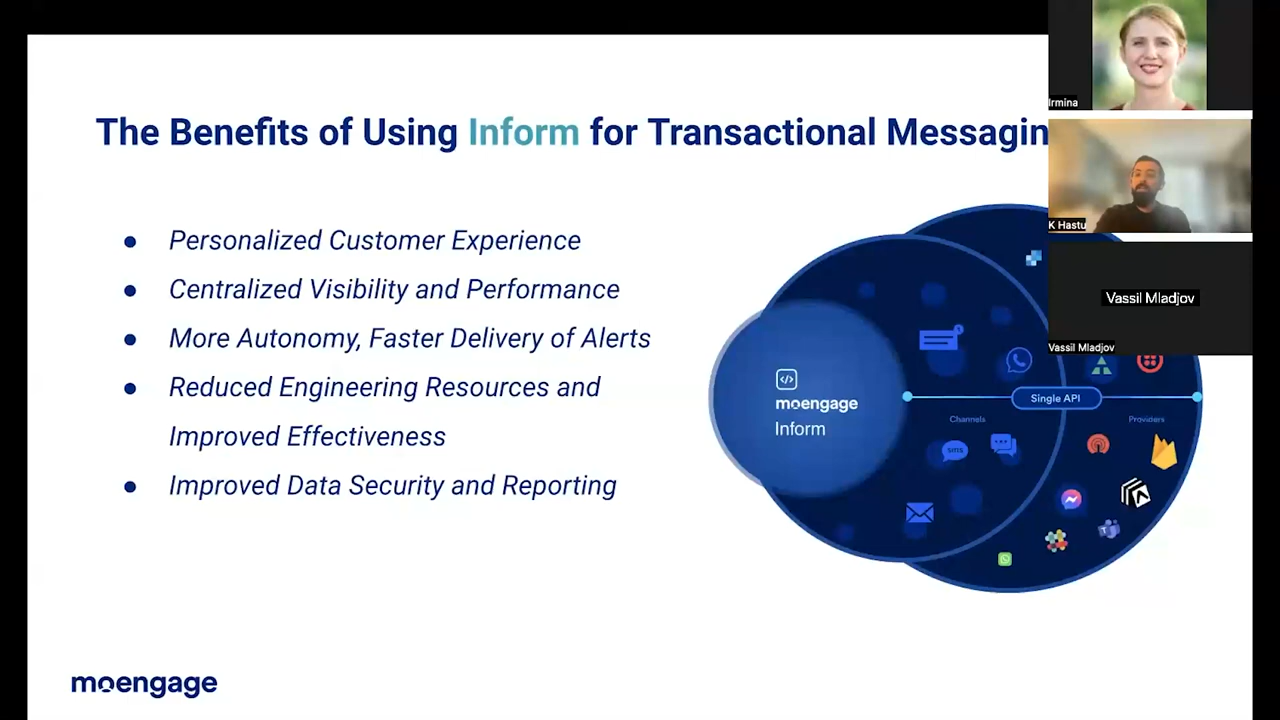 The Benefits of Using Inform for Transactional Messagin
Personalized Customer Experience
Centralized Visibility and Performance
More Autonomy, Faster Delivery of Alerts
Reduced Engineering Resources and
Improved Effectiveness
Improved Data Security and Reporting
moengage
Inform
Single API
Channels
Providers
sms
moengage
Irmina
K Hastu
Vassil Mladjov
Vassil Mladjov